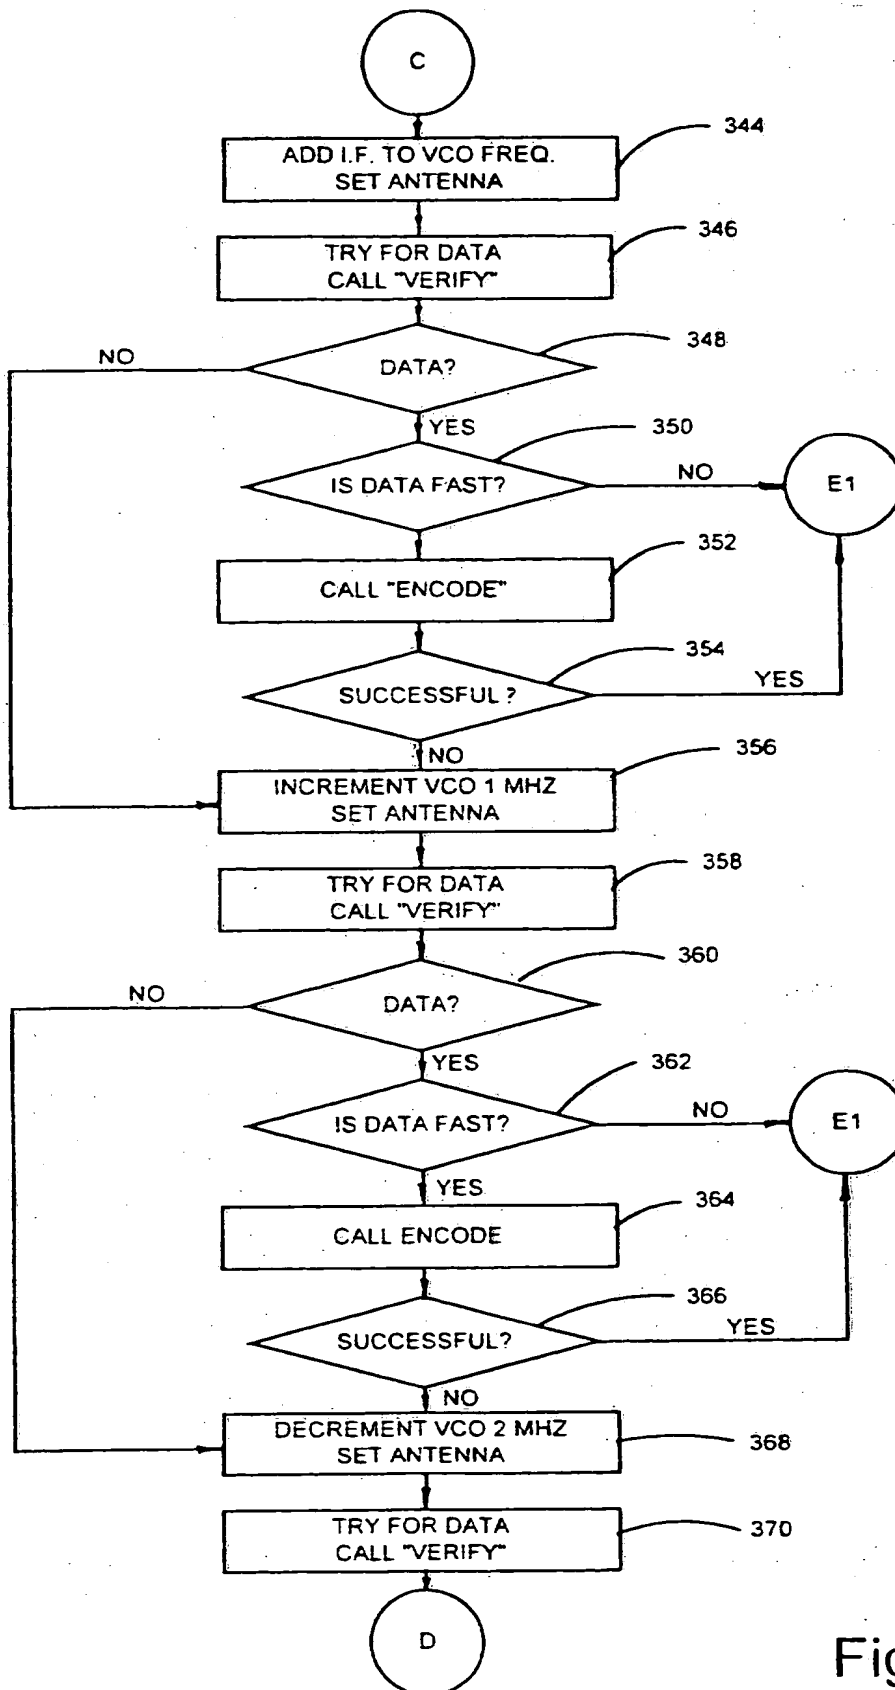 C
344
ADD I.F. TO VCO FREQ.
SET ANTENNA
346
TRY FOR DATA
CALL "VERIFY"
348
NO
DATA?
YES
350
IS DATA FAST?
NO
E1
352
CALL "ENCODE"
354
SUCCESSFUL?
YES
NO
356
INCREMENT VCO 1 MHZ
SET ANTENNA
358
TRY FOR DATA
CALL "VERIFY"
360
NO
DATA?
YES
362
IS DATA FAST?
NO
E1
YES
364
CALL ENCODE
366
SUCCESSFUL?
YES
NO
DECREMENT VCO 2 MHZ
SET ANTENNA
368
TRY FOR DATA
CALL "VERIFY"
370
D
Fig